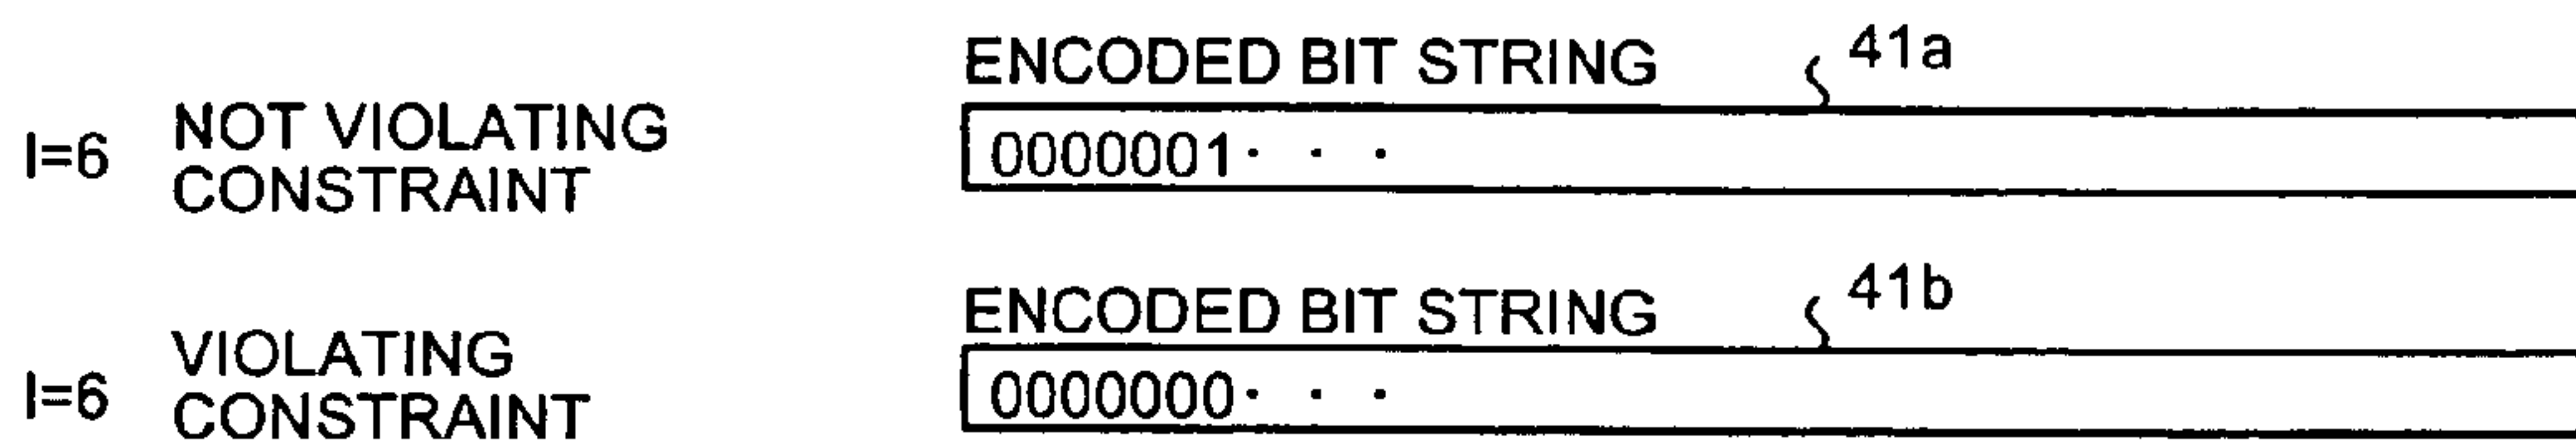 ENCODED BIT STRING 41a
l=6 NOT VIOLATING
CONSTRAINT
0000001· · ·
ENCODED BIT STRING 41b
l=6 VIOLATING
CONSTRAINT
0000000· · ·